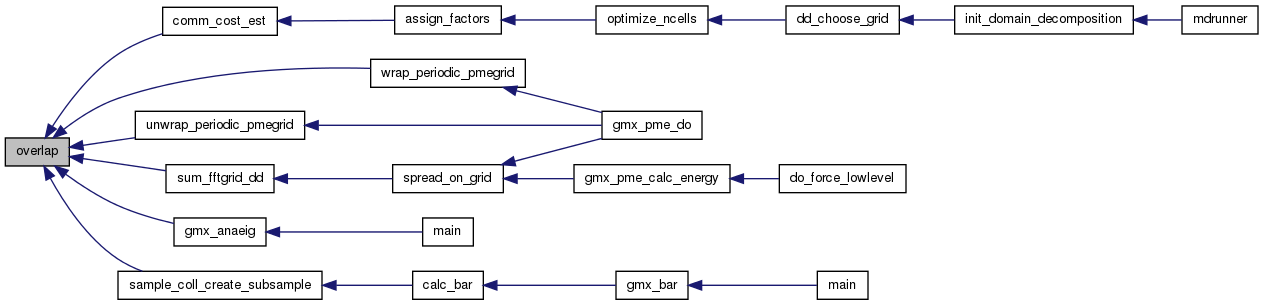 comm_cost_est
assign_factors
optimize_ncells
dd_choose_grid
init_domain_decomposition
mdrunner
wrap_periodic_pmegrid
unwrap_periodic_pmegrid
gmx_pme_do
overlap
sum_fftgrid_dd
spread_on_grid
gmx_pme_calc_energy
do_force_lowlevel
gmx_anaeig
main
sample_coll_create_subsample
calc_bar
gmx_bar
main